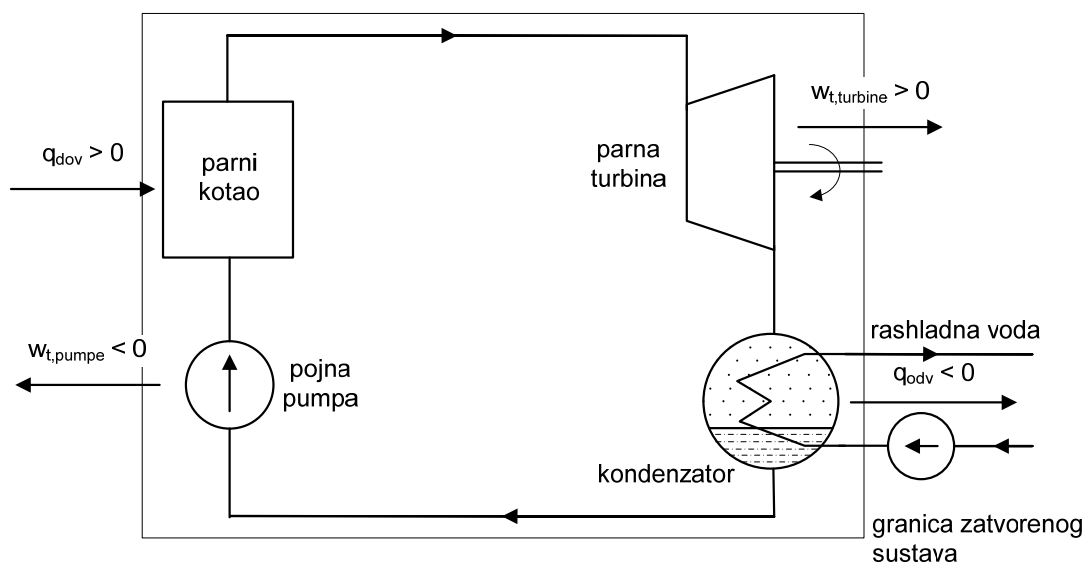 q_dov > 0
parni
kotao
w_t,pumpe < 0
pojna
pumpa
parna
turbina
w_t,turbine > 0
rashladna voda
q_odv < 0
kondenzator
granica zatvorenog
sustava